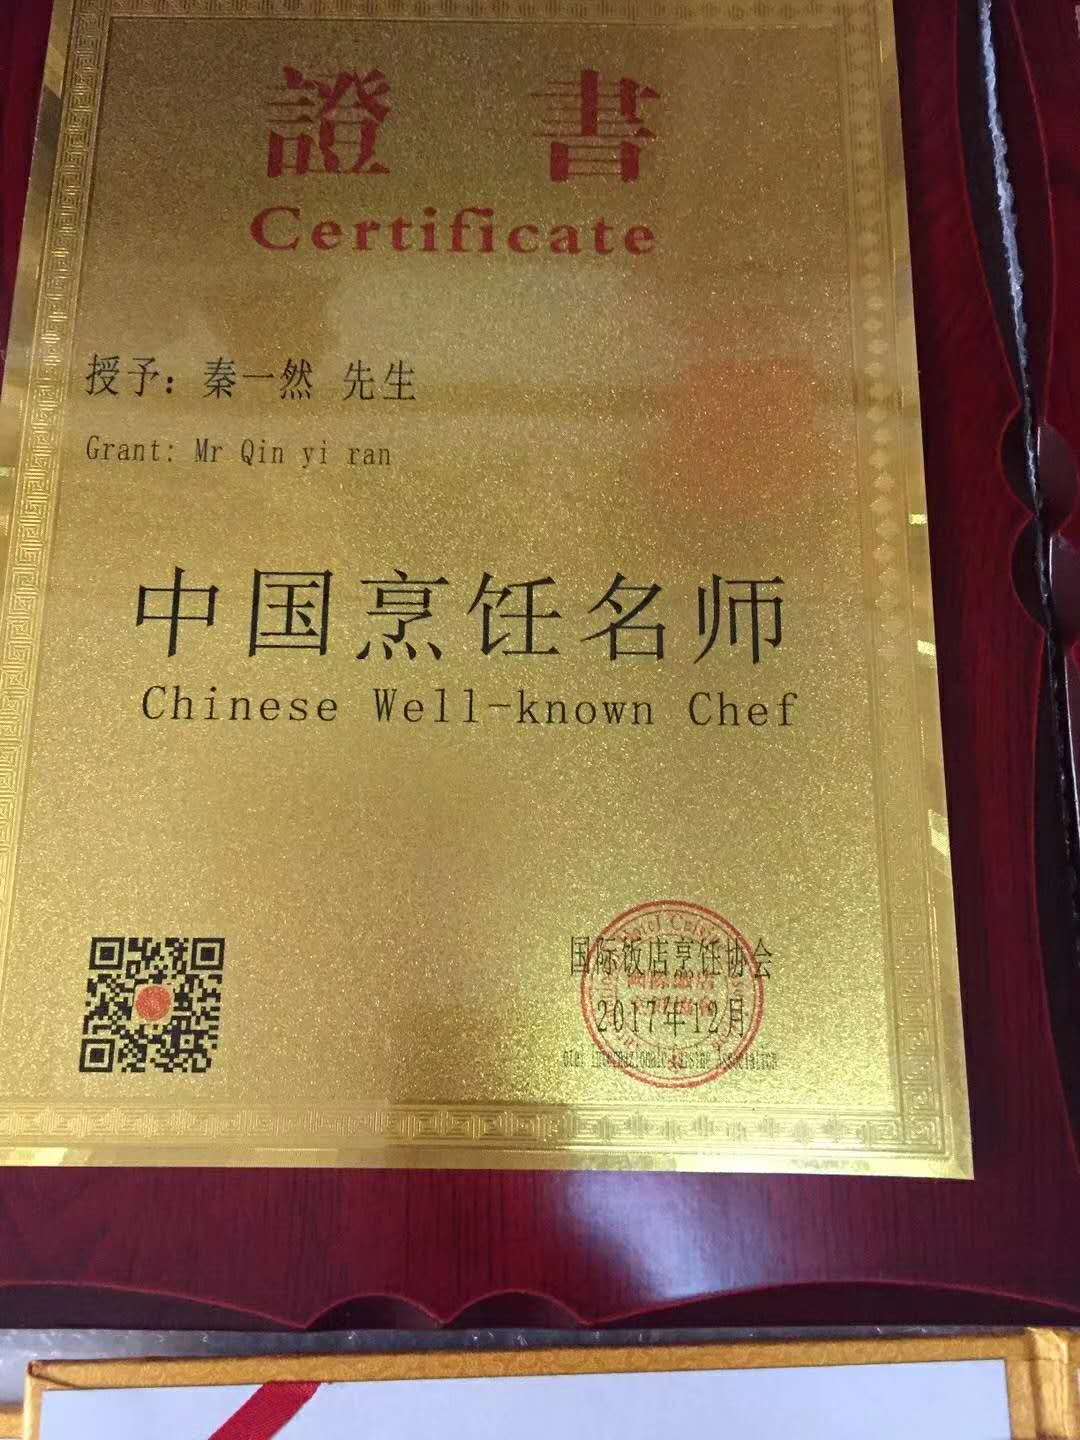 證書
Certificate
授予：秦一然 先生
Grant: Mr Qin yi ran
中国烹饪名师
Chinese Well-known Chef
国际饭店烹饪协会
2017年12月
Association